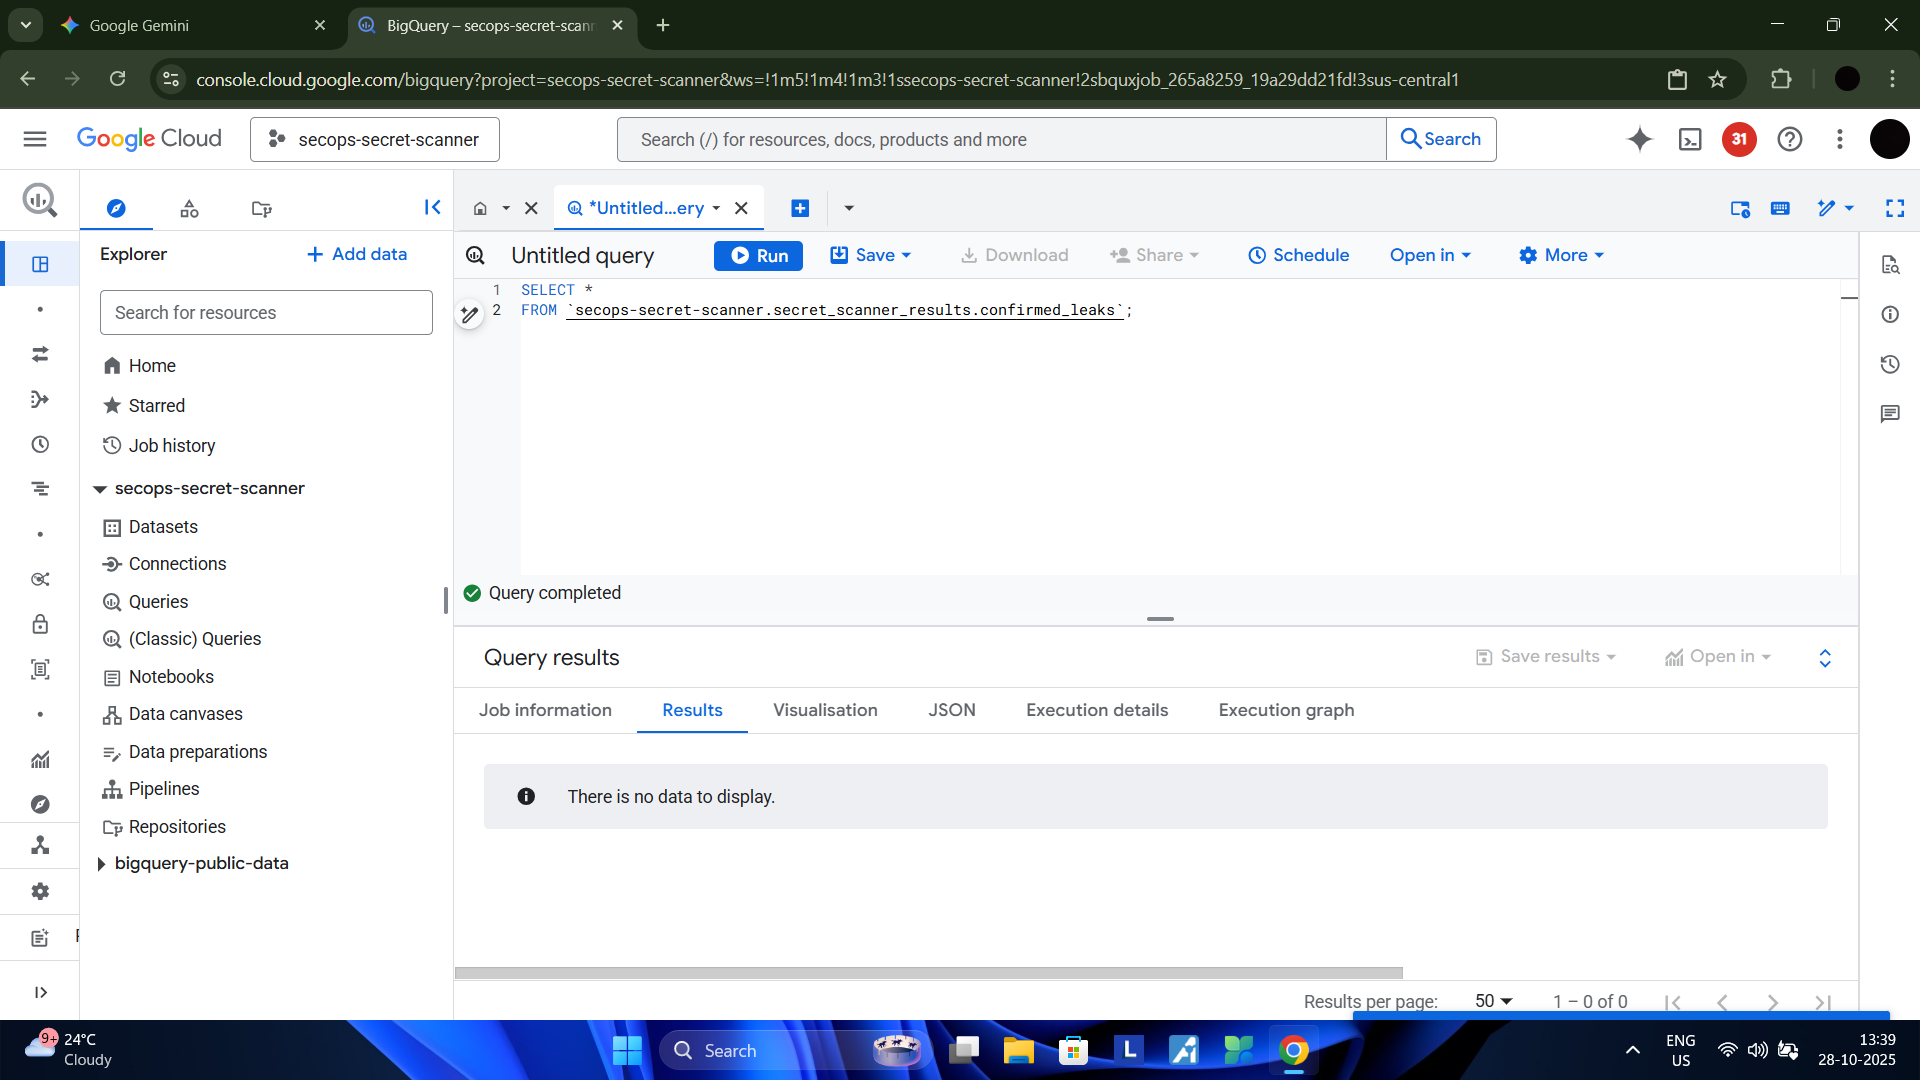 Google Gemini
BigQuery – secops-secret-scann
console.cloud.google.com/bigquery?project=secops-secret-scanner&ws=!1m5!1m4!1m3!1ssecops-secret-scanner!2sbquxjob_265a8259_19a29dd21fd!3sus-central1
Google Cloud
secops-secret-scanner
Search (/) for resources, docs, products and more
Search
31
*Untitled...ery
Explorer
+ Add data
Search for resources
Home
Starred
Job history
secops-secret-scanner
Datasets
Connections
Queries
(Classic) Queries
Notebooks
Data canvases
Data preparations
Pipelines
Repositories
bigquery-public-data
Untitled query
Run
Save
Download
Share
Schedule
Open in
More
1 SELECT *
2 FROM `secops-secret-scanner.secret_scanner_results.confirmed_leaks`;
Query completed
Query results
Save results
Open in
Job information
Results
Visualisation
JSON
Execution details
Execution graph
There is no data to display.
Results per page:
50
1 – 0 of 0
9+
24°C
Cloudy
Search
L
ENG
US
13:39
28-10-2025